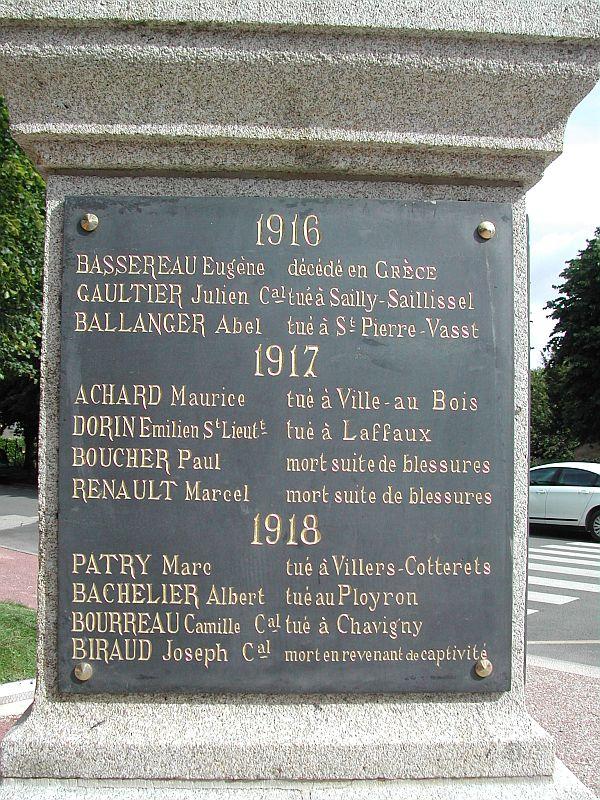 1916
BASSEREAU Eugène décédé en GRÈCE
GAULTIER Julien Cal tué à Sailly-Saillissel
BALLANGER Abel tué à St Pierre-Vasst
1917
ACHARD Maurice tué à Ville-au Bois
DORIN Emilien St Lieutt tué à Laffaux
BOUCHER Paul mort suite de blessures
RENAULT Marcel mort suite de blessures
1918
PATRY Marc tué à Villers-Cotterets
BACHELIER Albert tué au Ployron
BOURREAU Camille Cal tué à Chavigny
BIRAUD Joseph Cal mort en revenant de captivité